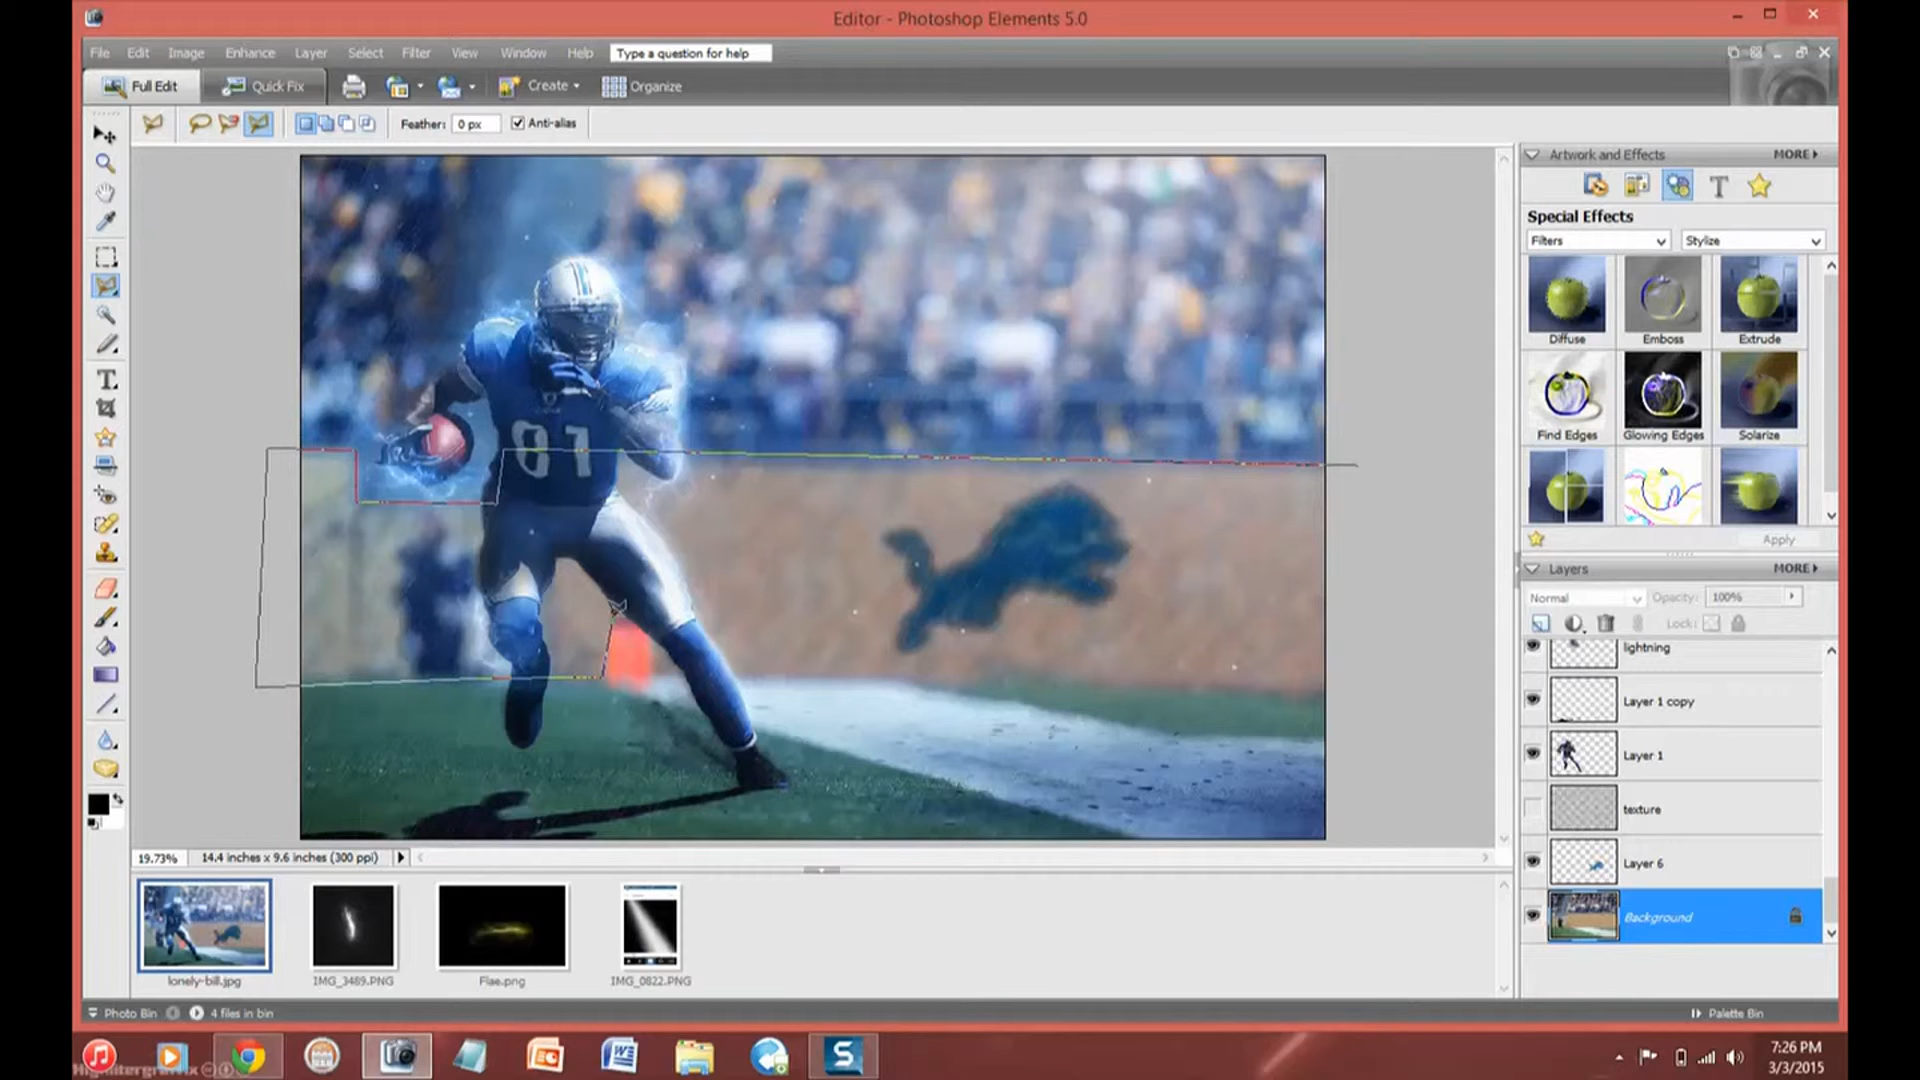 Editor - Photoshop Elements 5.0
File Edit Image Enhance Layer Select Filter View Window Help Type a question for help
Full Edit Quick Fix Create Organize
Feather: 0 px Anti-alias
Artwork and Effects MORE
Special Effects
Filters Stylize
Diffuse Emboss Extrude
Find Edges Glowing Edges Solarize
Apply
81
Layers MORE
Normal Opacity: 100%
Lock:
lightning
Layer 1 copy
Layer 1
texture
Layer 6
Background
19.73% 14.4 inches x 9.6 inches (300 ppi)
lonely-bill.jpg IMG_3489.PNG Flae.png IMG_0822.PNG
Photo Bin 4 files in bin Palette Bin
7:26 PM
3/3/2015